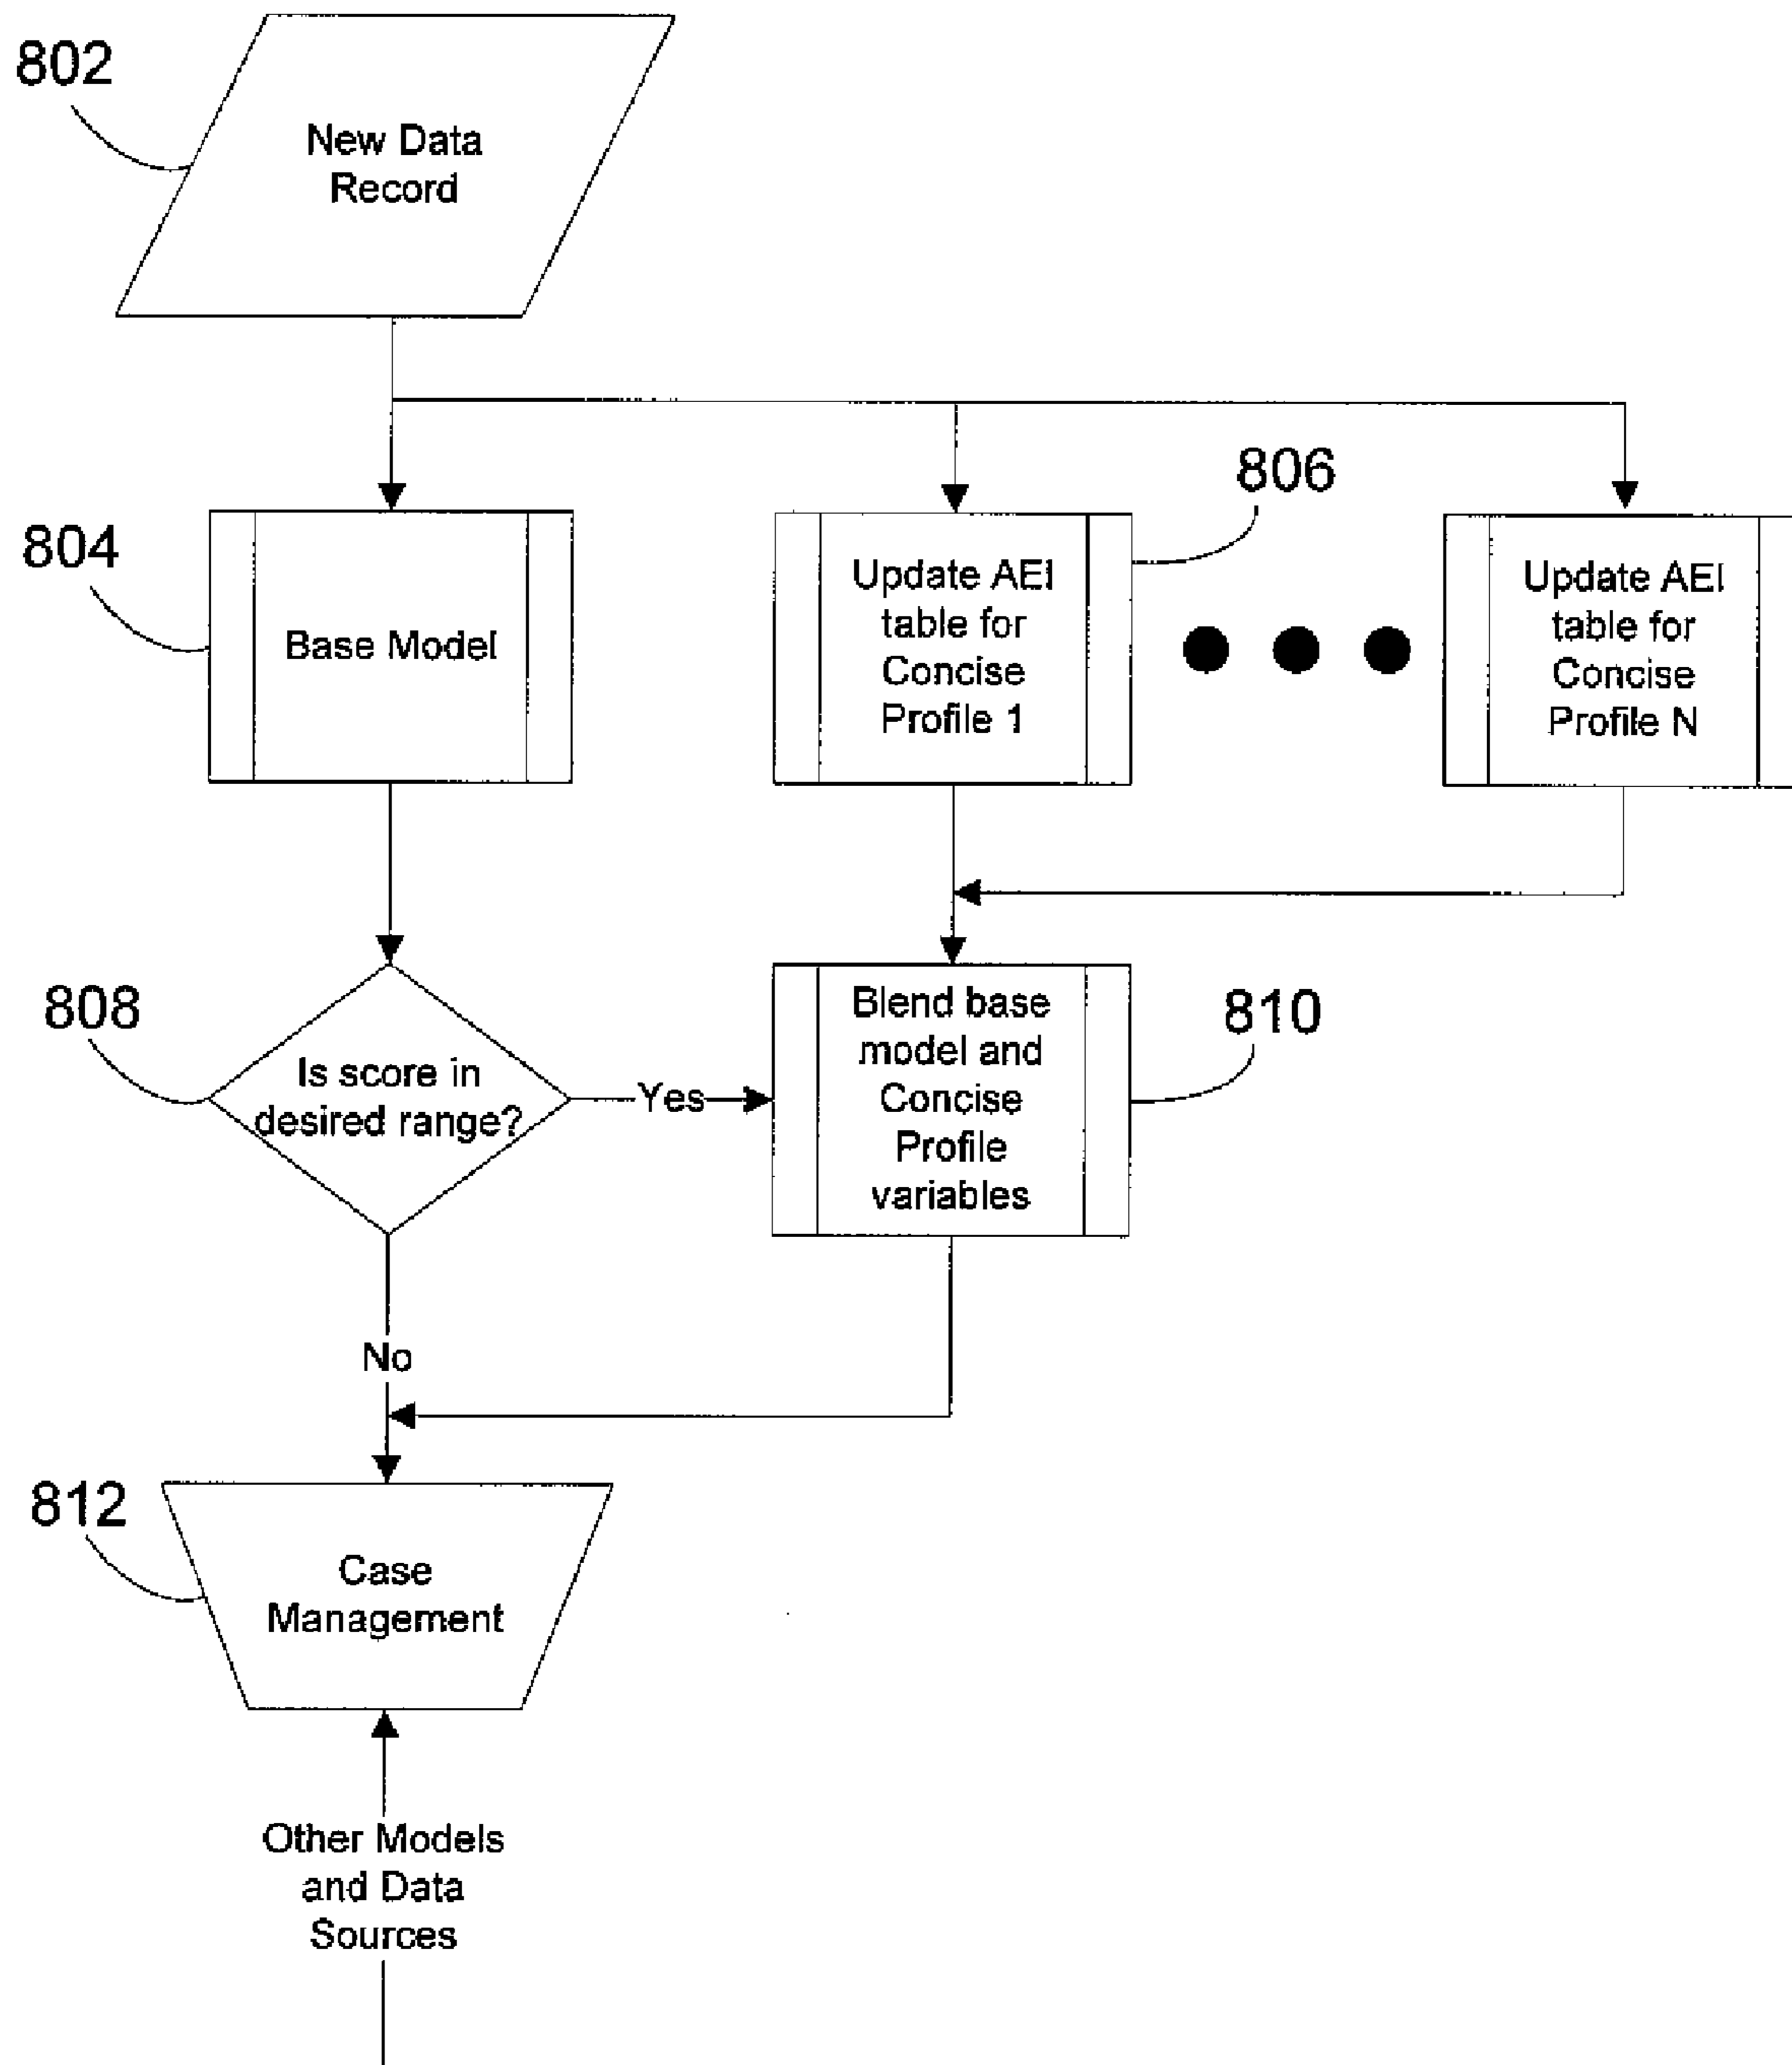 802
New Data
Record
804
Base Model
806
Update AEI
table for
Concise
Profile 1
Update AEI
table for
Concise
Profile N
808
Is score in
desired range?
Yes
810
Blend base
model and
Concise
Profile
variables
No
812
Case
Management
Other Models
and Data
Sources